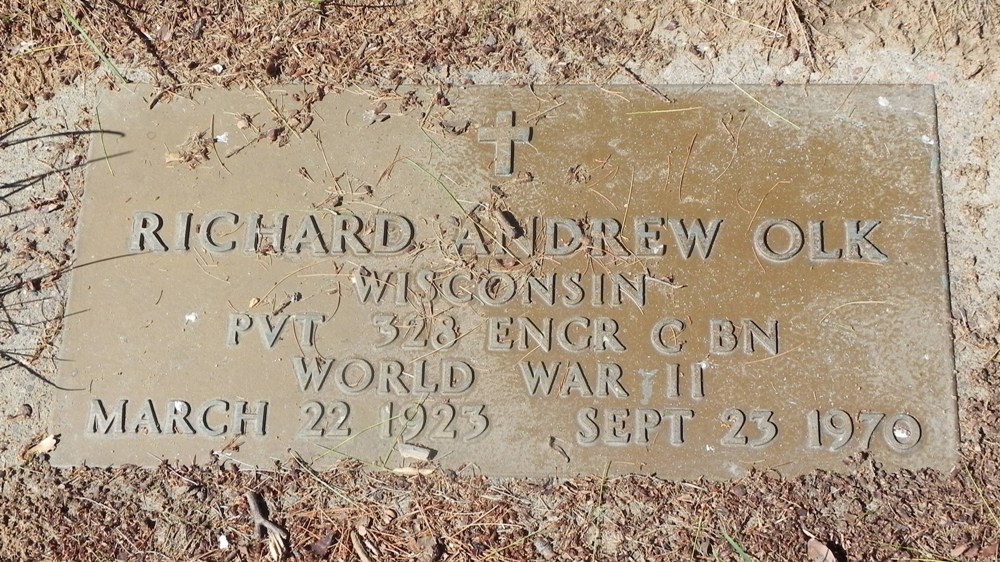 RICHARD ANDREW OLK
WISCONSIN
PVT 328 ENGR C BN
WORLD WAR II
MARCH 22 1923 SEPT 23 1970